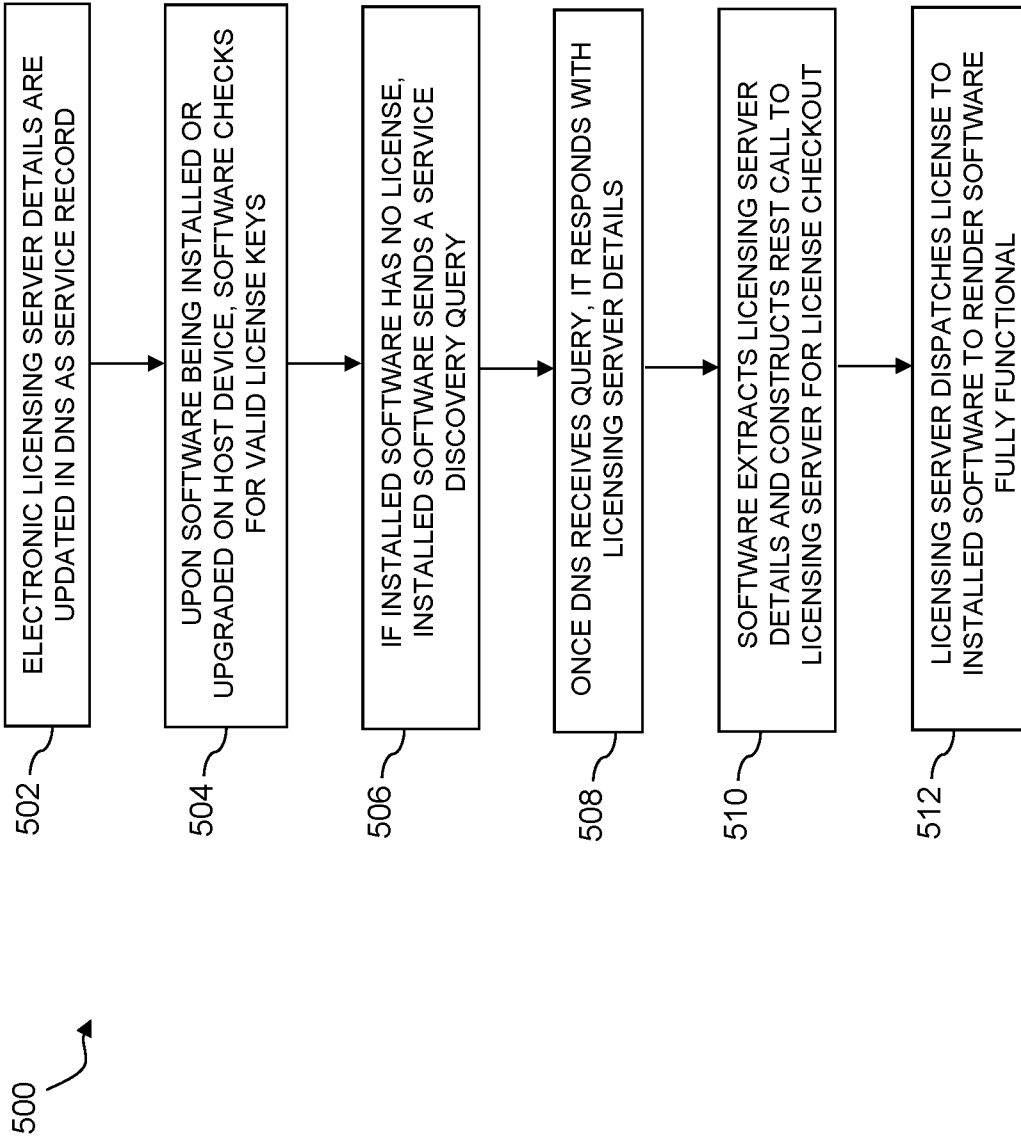 500
502
ELECTRONIC LICENSING SERVER DETAILS ARE
UPDATED IN DNS AS SERVICE RECORD
504
UPON SOFTWARE BEING INSTALLED OR
UPGRADED ON HOST DEVICE, SOFTWARE CHECKS
FOR VALID LICENSE KEYS
506
IF INSTALLED SOFTWARE HAS NO LICENSE,
INSTALLED SOFTWARE SENDS A SERVICE
DISCOVERY QUERY
508
ONCE DNS RECEIVES QUERY, IT RESPONDS WITH
LICENSING SERVER DETAILS
510
SOFTWARE EXTRACTS LICENSING SERVER
DETAILS AND CONSTRUCTS REST CALL TO
LICENSING SERVER FOR LICENSE CHECKOUT
512
LICENSING SERVER DISPATCHES LICENSE TO
INSTALLED SOFTWARE TO RENDER SOFTWARE
FULLY FUNCTIONAL